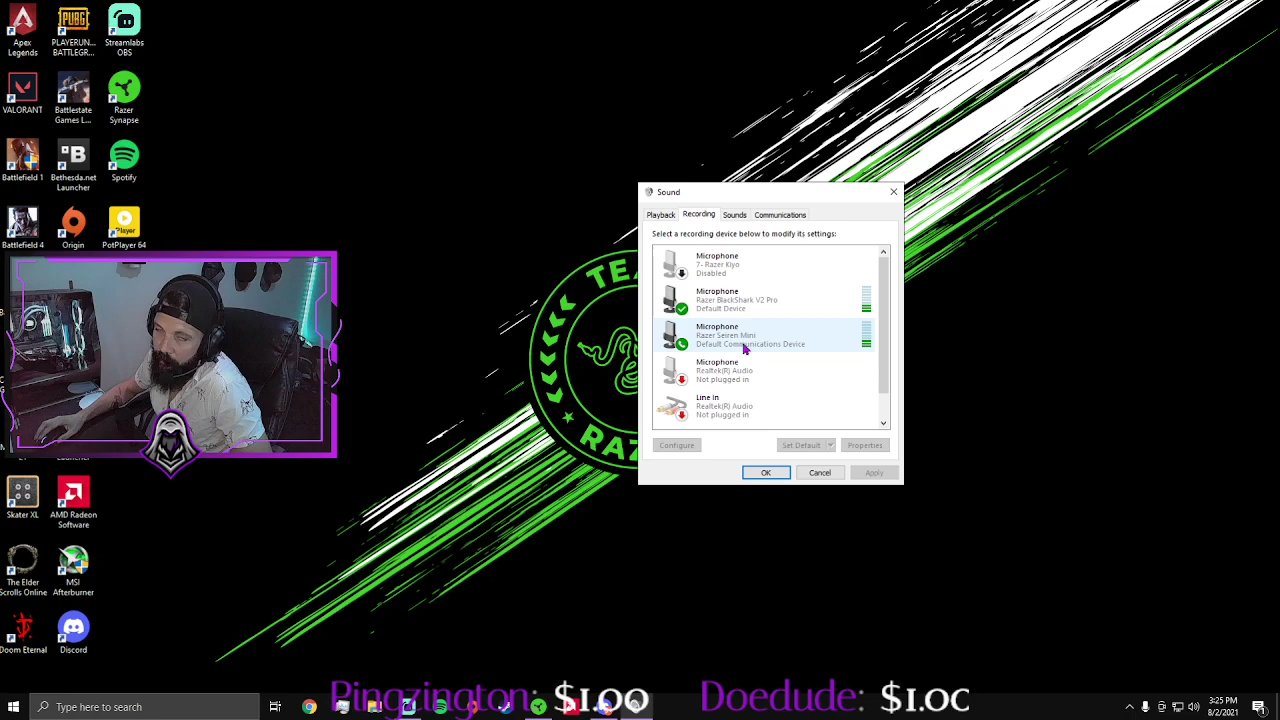 Apex
Legends
PLAYERUN...
BATTLEGR...
Streamlabs
OBS
VALORANT
Battlestate
Games L...
Razer
Synapse
Battlefield 1
Bethesda.net
Launcher
Spotify
Battlefield 4
Origin
PotPlayer 64
Skater XL
AMD Radeon
Software
The Elder
Scrolls Online
MSI
Afterburner
Doom Eternal
Discord
Sound
Playback
Recording
Sounds
Communications
Select a recording device below to modify its settings:
Microphone
7- Razer Kiyo
Disabled
Microphone
Razer BlackShark V2 Pro
Default Device
Microphone
Razer Seiren Mini
Default Communications Device
Microphone
Realtek(R) Audio
Not plugged in
Line In
Realtek(R) Audio
Not plugged in
Configure
Set Default
Properties
OK
Cancel
Apply
TE
RAZ
Type here to search
Pingzington: $1.00
Doedude: $1.00
3:25 PM
8/2/2021